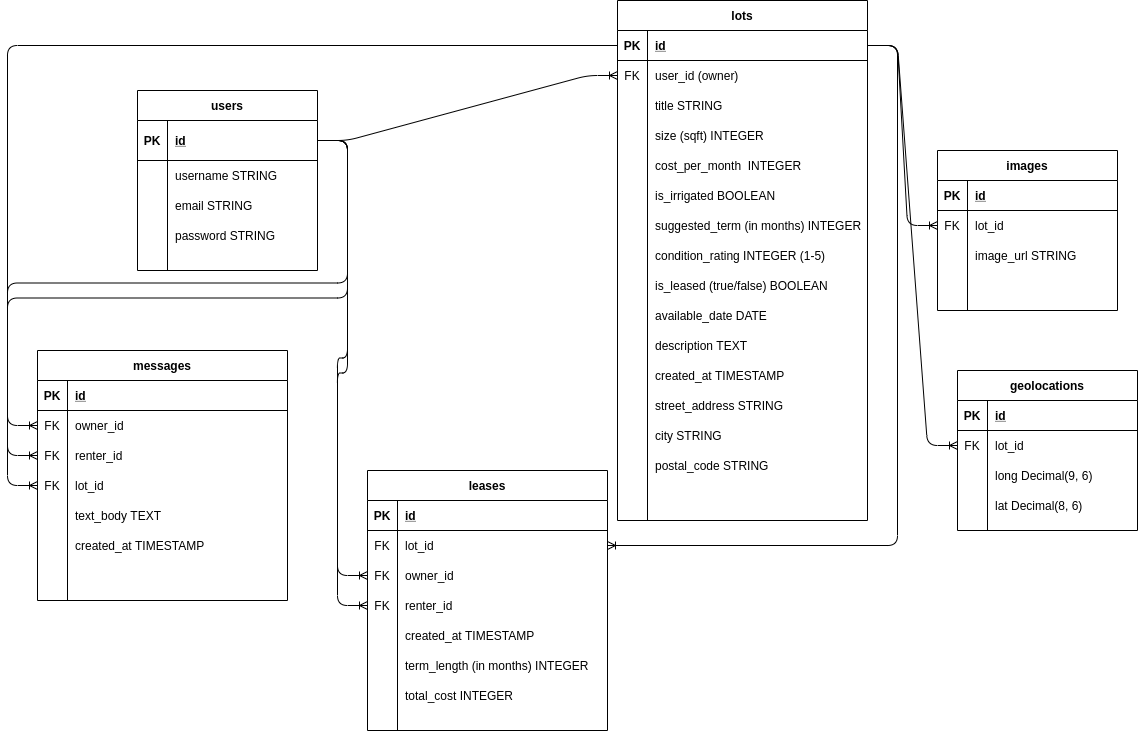 lots
PK id
FK user_id (owner)
title STRING
size (sqft) INTEGER
cost_per_month INTEGER
is_irrigated BOOLEAN
suggested_term (in months) INTEGER
condition_rating INTEGER (1-5)
is_leased (true/false) BOOLEAN
available_date DATE
description TEXT
created_at TIMESTAMP
street_address STRING
city STRING
postal_code STRING
users
PK id
username STRING
email STRING
password STRING
images
PK id
FK lot_id
image_url STRING
messages
PK id
FK owner_id
FK renter_id
FK lot_id
text_body TEXT
created_at TIMESTAMP
geolocations
PK id
FK lot_id
long Decimal(9, 6)
lat Decimal(8, 6)
leases
PK id
FK lot_id
FK owner_id
FK renter_id
created_at TIMESTAMP
term_length (in months) INTEGER
total_cost INTEGER